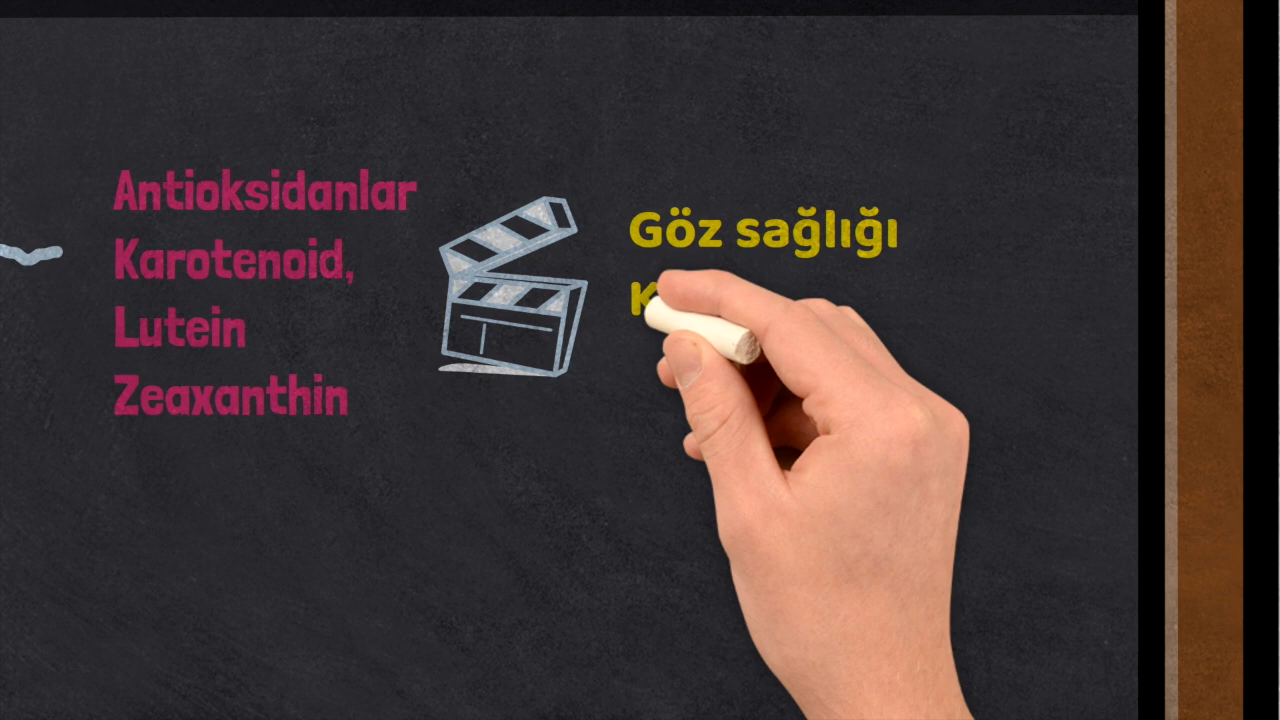 Antioksidanlar
Karotenoid,
Lutein
Zeaxanthin
Göz sağlığı